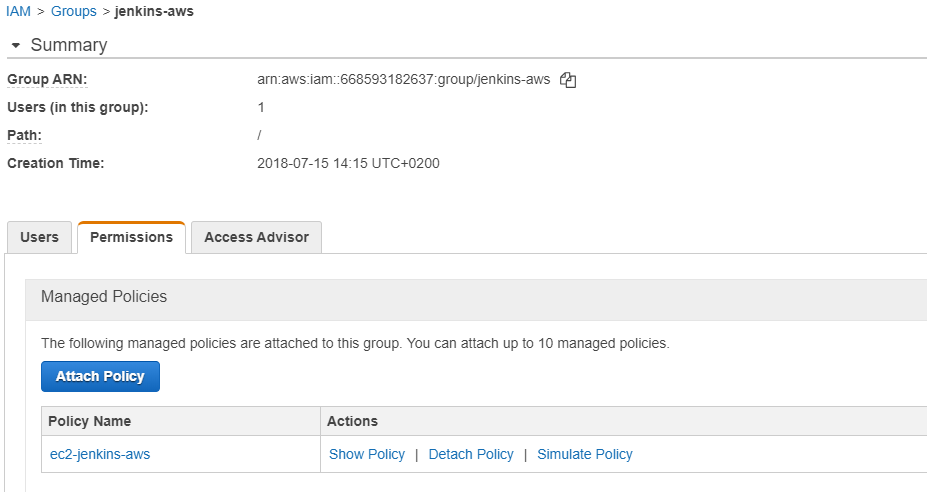 IAM > Groups > jenkins-aws
Summary
Group ARN: arn:aws:iam::668593182637:group/jenkins-aws
Users (in this group): 1
Path: /
Creation Time: 2018-07-15 14:15 UTC+0200
Users Permissions Access Advisor
Managed Policies
The following managed policies are attached to this group. You can attach up to 10 managed policies.
Attach Policy
Policy Name Actions
ec2-jenkins-aws Show Policy | Detach Policy | Simulate Policy